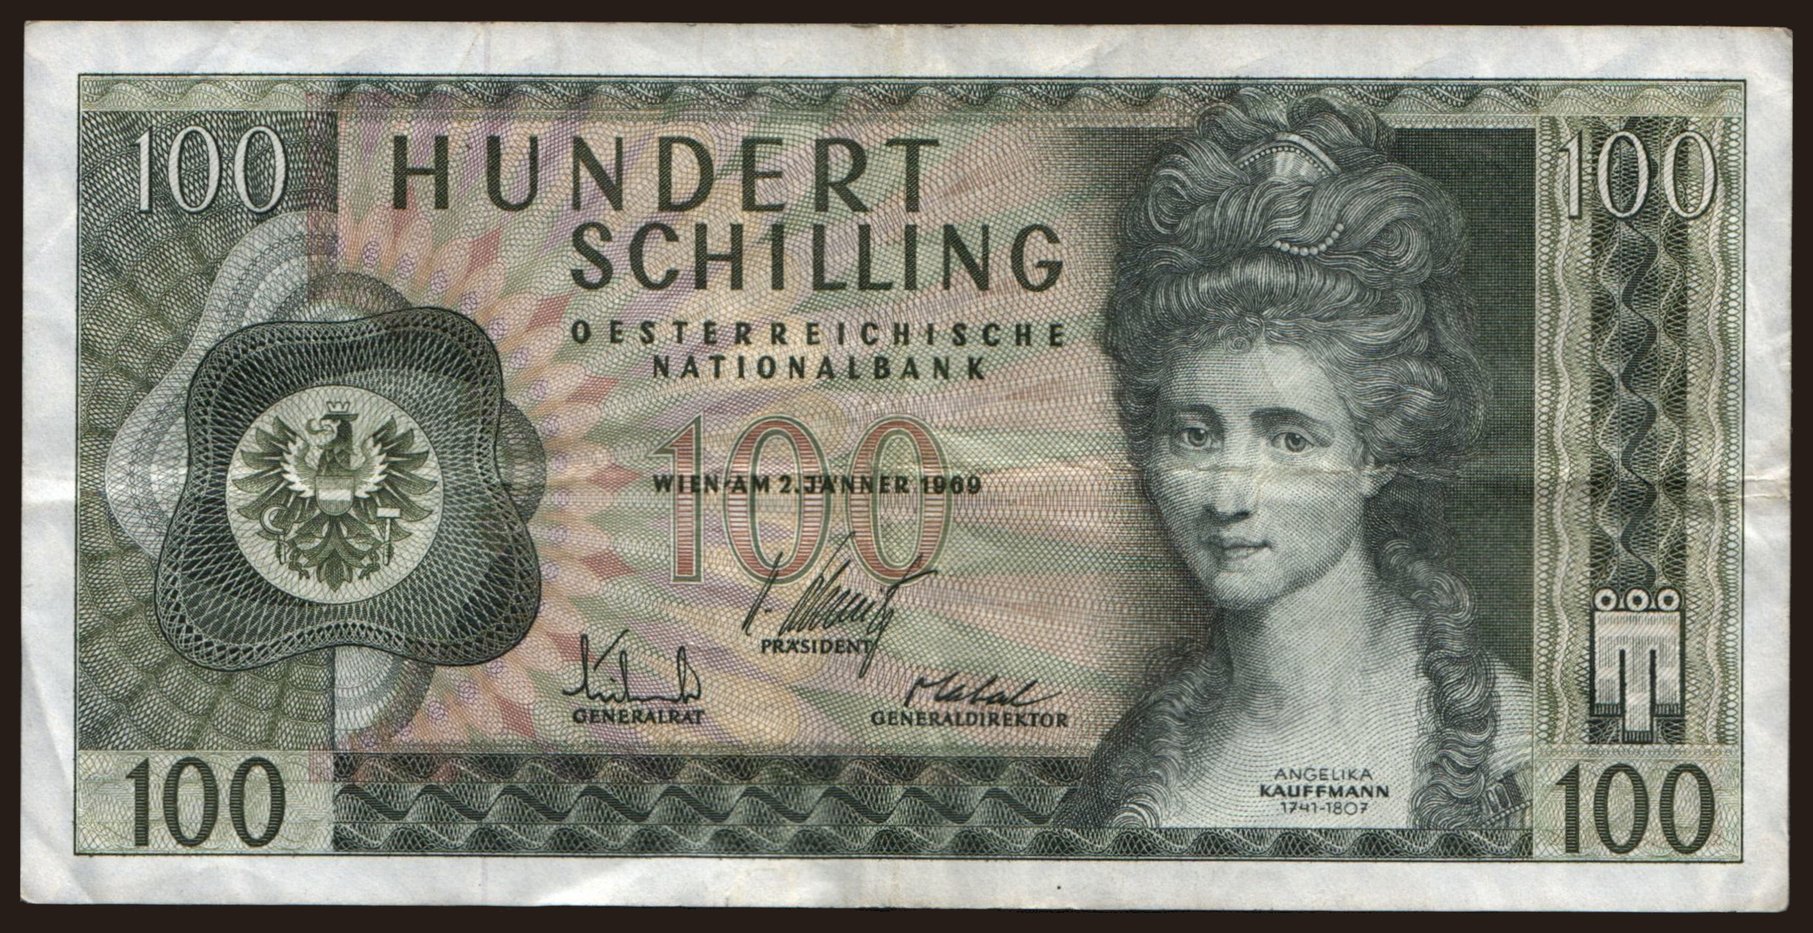 100
HUNDERT
SCHILLING
100
OESTERREICHISCHE
NATIONALBANK
100
WIEN AM 2. JÄNNER 1969
PRÄSIDENT
GENERALRAT
GENERALDIREKTOR
ANGELIKA
KAUFFMANN
1741-1807
100
100